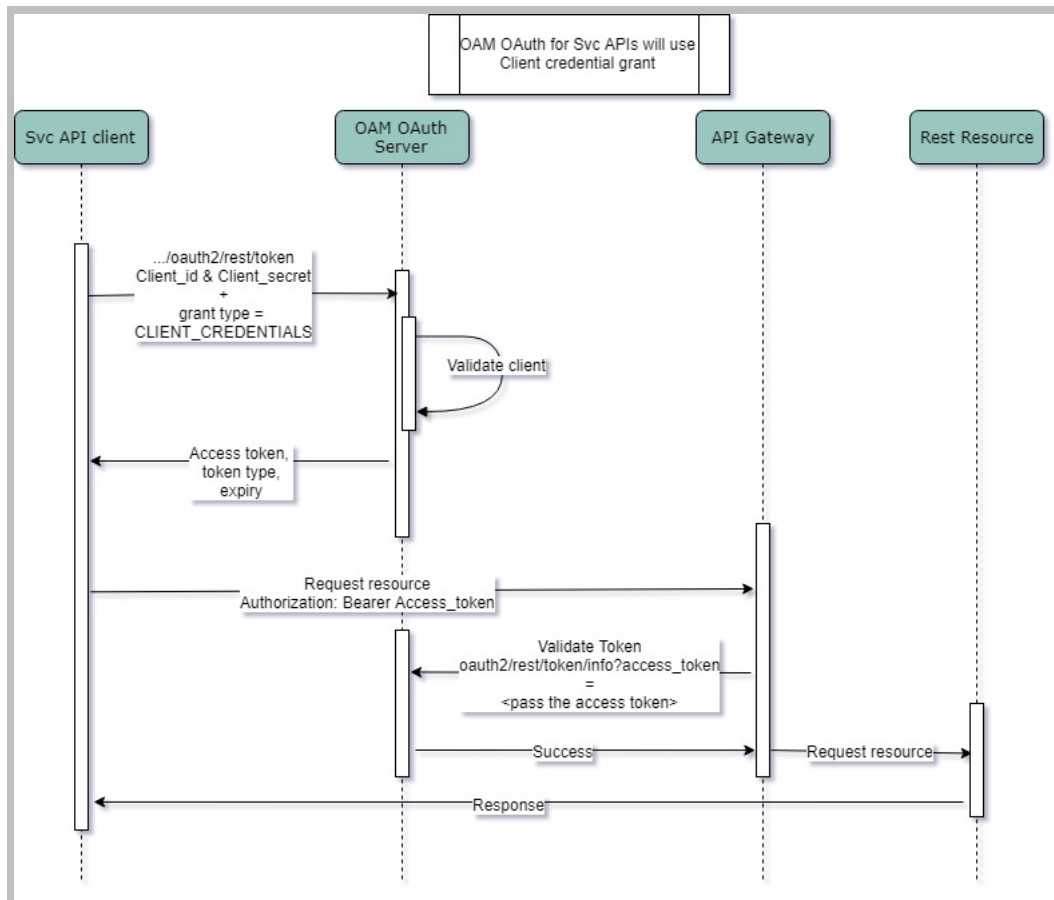 OAM OAuth for Svc APIs will use
Client credential grant
Svc API client
OAM OAuth
Server
API Gateway
Rest Resource
.../oauth2/rest/token
Client_id & Client_secret
+
grant type =
CLIENT_CREDENTIALS
Validate client
Access token,
token type,
expiry
Request resource
Authorization: Bearer Access_token
Validate Token
oauth2/rest/token/info?access_token
=
<pass the access token>
Success
Request resource
Response